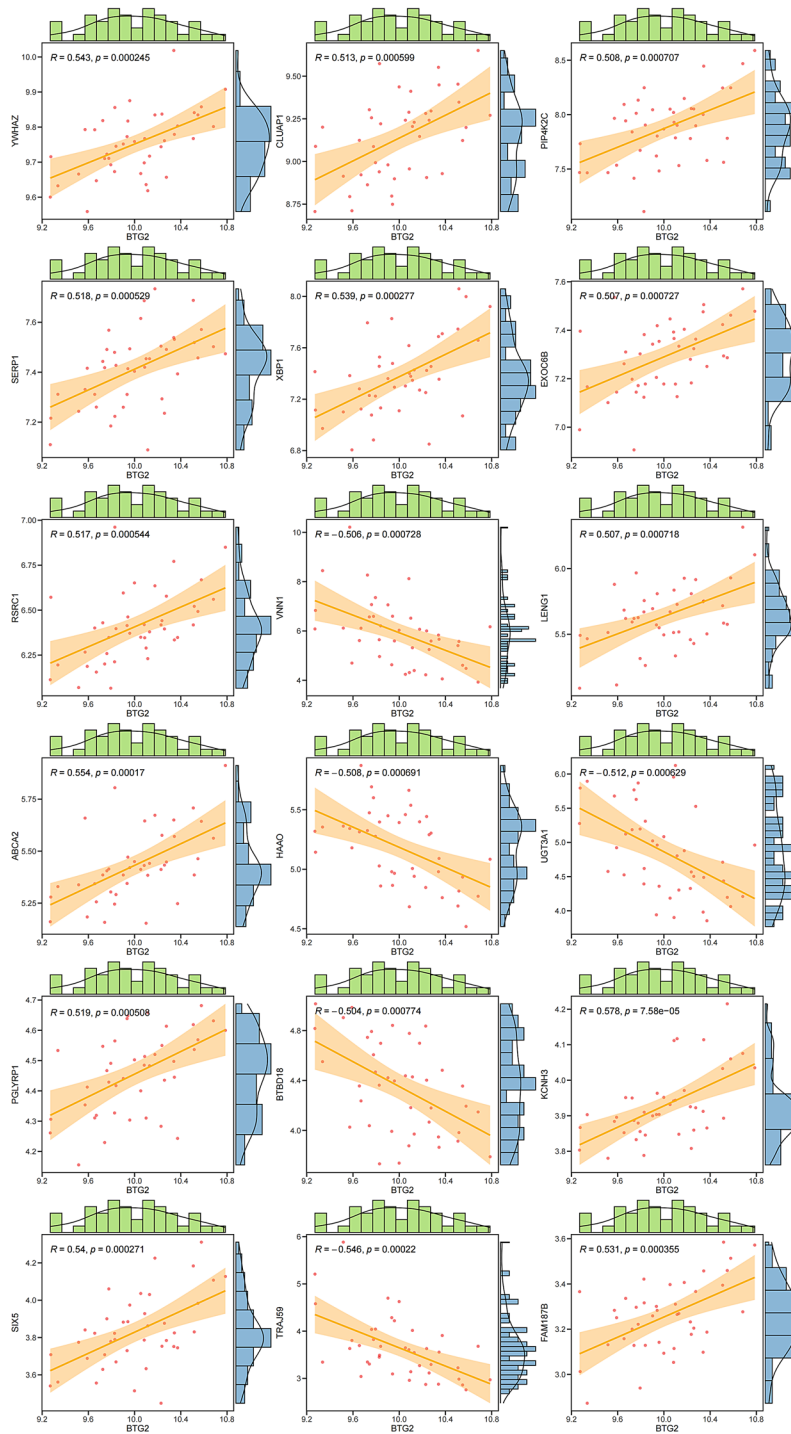 R = 0.543, p = 0.000245
YWHAZ
10.0
9.9
9.8
9.7
9.6
9.2 9.6 10.0 10.4 10.8
BTG2
R = 0.513, p = 0.000599
CLUAP1
9.50
9.25
9.00
8.75
9.2 9.6 10.0 10.4 10.8
BTG2
R = 0.508, p = 0.000707
PIP4K2C
8.5
8.0
7.5
9.2 9.6 10.0 10.4 10.8
BTG2
R = 0.518, p = 0.000529
SERP1
7.6
7.4
7.2
9.2 9.6 10.0 10.4 10.8
BTG2
R = 0.539, p = 0.000277
XBP1
8.0
7.6
7.2
6.8
9.2 9.6 10.0 10.4 10.8
BTG2
R = 0.507, p = 0.000727
EXOC6B
7.6
7.4
7.2
7.0
9.2 9.6 10.0 10.4 10.8
BTG2
R = 0.517, p = 0.000544
RSRC1
7.00
6.75
6.50
6.25
9.2 9.6 10.0 10.4 10.8
BTG2
R = −0.506, p = 0.000728
VNN1
10
8
6
4
9.2 9.6 10.0 10.4 10.8
BTG2
R = 0.507, p = 0.000718
LENG1
6.0
5.5
9.2 9.6 10.0 10.4 10.8
BTG2
R = 0.554, p = 0.00017
ABCA2
5.75
5.50
5.25
9.2 9.6 10.0 10.4 10.8
BTG2
R = −0.508, p = 0.000691
HAAO
5.5
5.0
4.5
9.2 9.6 10.0 10.4 10.8
BTG2
R = −0.512, p = 0.000629
UGT3A1
6.0
5.5
5.0
4.5
4.0
9.2 9.6 10.0 10.4 10.8
BTG2
R = 0.519, p = 0.000508
PGLYRP1
4.7
4.6
4.5
4.4
4.3
4.2
9.2 9.6 10.0 10.4 10.8
BTG2
R = −0.504, p = 0.000774
BTBD18
4.8
4.4
4.0
9.2 9.6 10.0 10.4 10.8
BTG2
R = 0.578, p = 7.58e−05
KCNH3
4.2
4.1
4.0
3.9
3.8
9.2 9.6 10.0 10.4 10.8
BTG2
R = 0.54, p = 0.000271
SIX5
4.2
4.0
3.8
3.6
9.2 9.6 10.0 10.4 10.8
BTG2
R = −0.546, p = 0.00022
TRAJ59
6
5
4
3
9.2 9.6 10.0 10.4 10.8
BTG2
R = 0.531, p = 0.000355
FAM187B
3.6
3.4
3.2
3.0
9.2 9.6 10.0 10.4 10.8
BTG2